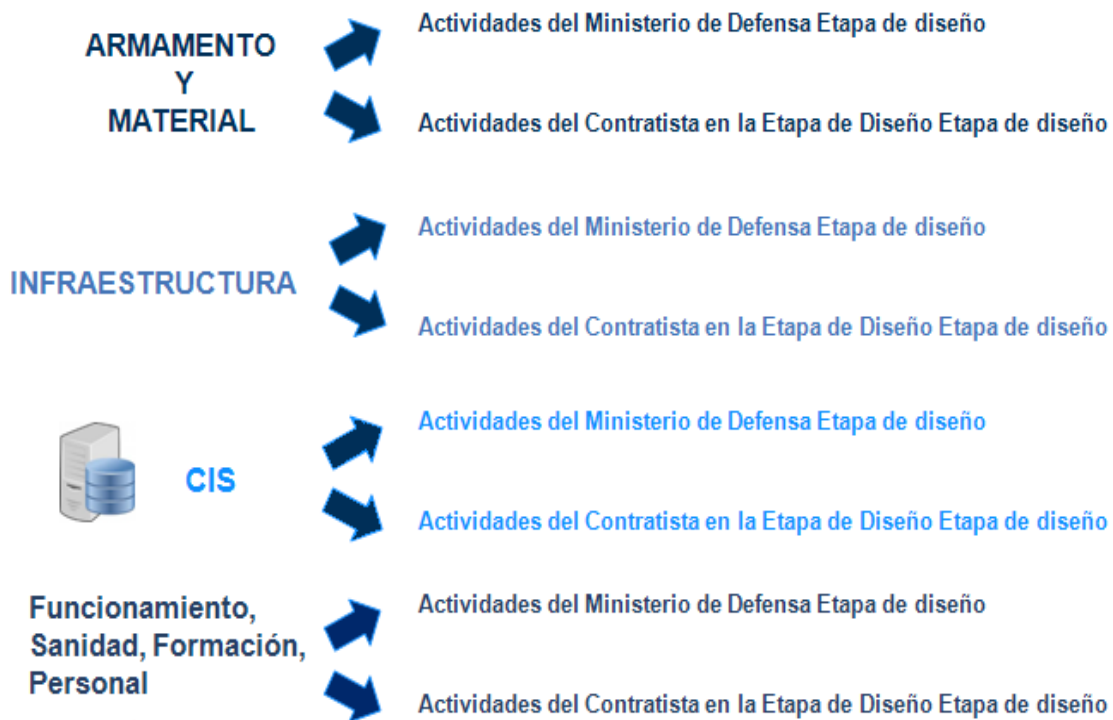 ARMAMENTO
Y
MATERIAL
Actividades del Ministerio de Defensa Etapa de diseño
Actividades del Contratista en la Etapa de Diseño Etapa de diseño
INFRAESTRUCTURA
Actividades del Ministerio de Defensa Etapa de diseño
Actividades del Contratista en la Etapa de Diseño Etapa de diseño
CIS
Actividades del Ministerio de Defensa Etapa de diseño
Actividades del Contratista en la Etapa de Diseño Etapa de diseño
Funcionamiento,
Sanidad, Formación,
Personal
Actividades del Ministerio de Defensa Etapa de diseño
Actividades del Contratista en la Etapa de Diseño Etapa de diseño